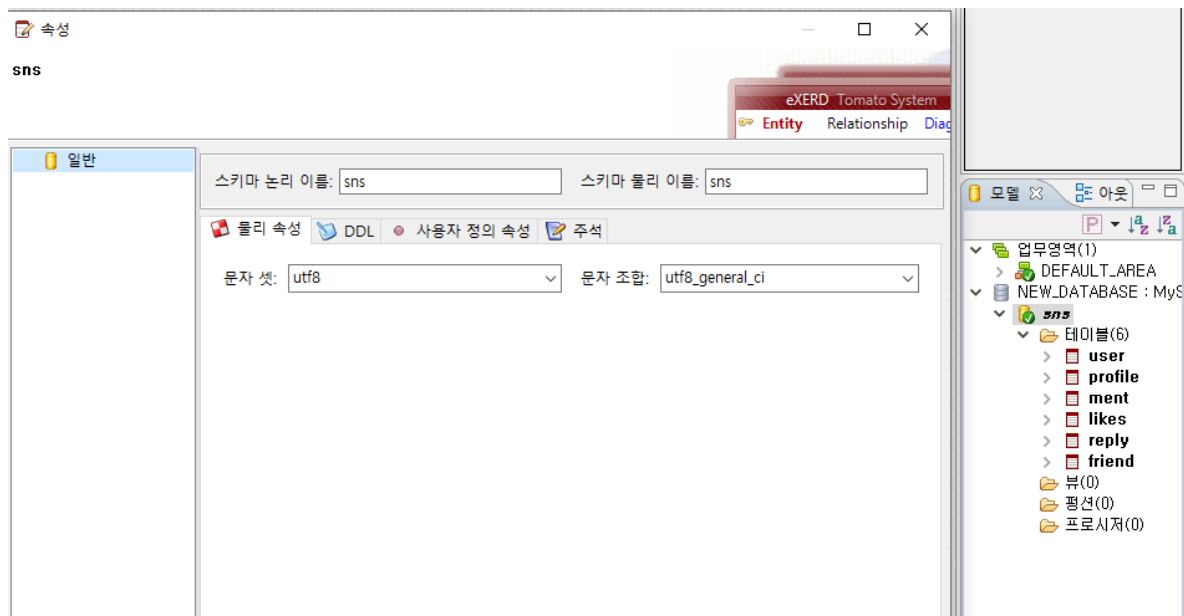 속성
sns
eXERD Tomato System
Entity Relationship Diag
일반
스키마 논리 이름: sns 스키마 물리 이름: sns
물리 속성 DDL 사용자 정의 속성 주석
문자 셋: utf8 문자 조합: utf8_general_ci
모델 아웃
P a z z a
업무영역(1)
DEFAULT_AREA
NEW_DATABASE : MyS
sns
테이블(6)
user
profile
ment
likes
reply
friend
뷰(0)
펑션(0)
프로시저(0)